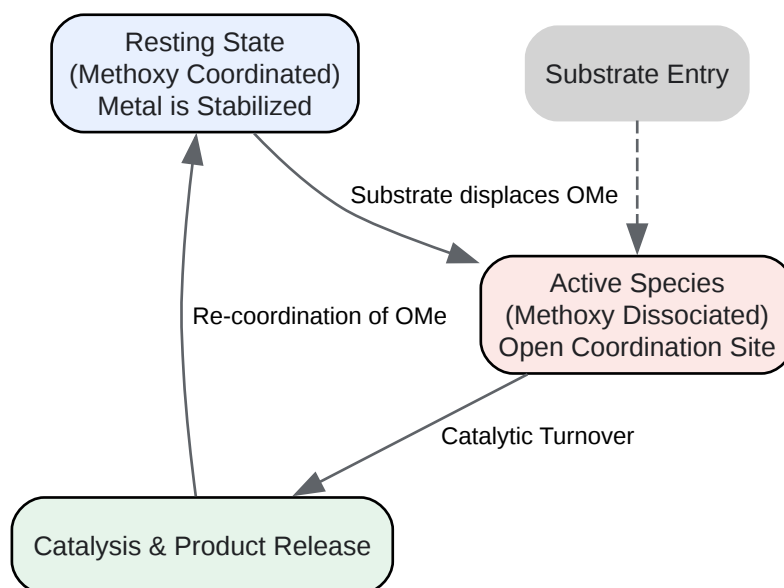 Resting State
(Methoxy Coordinated)
Metal is Stabilized
Substrate Entry
Substrate displaces OMe
Active Species
(Methoxy Dissociated)
Open Coordination Site
Re-coordination of OMe
Catalytic Turnover
Catalysis & Product Release